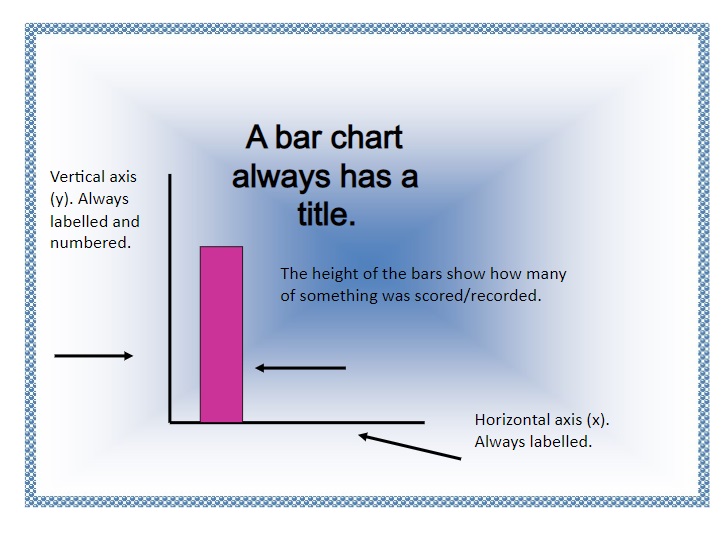 A bar chart
always has a
title.
Vertical axis
(y). Always
labelled and
numbered.
The height of the bars show how many
of something was scored/recorded.
Horizontal axis (x).
Always labelled.